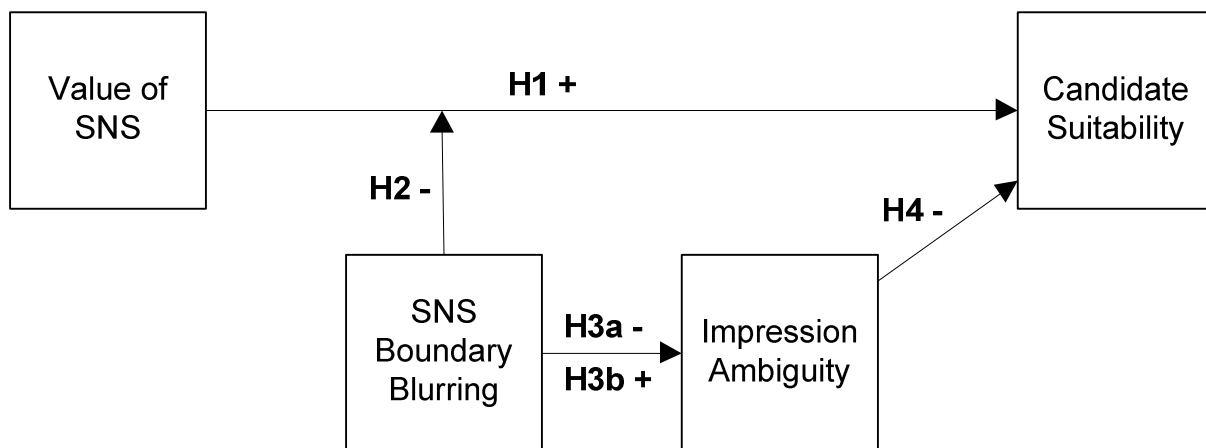 Value of
SNS
H1 +
Candidate
Suitability
H2 -
H4 -
SNS
Boundary
Blurring
H3a -
H3b +
Impression
Ambiguity